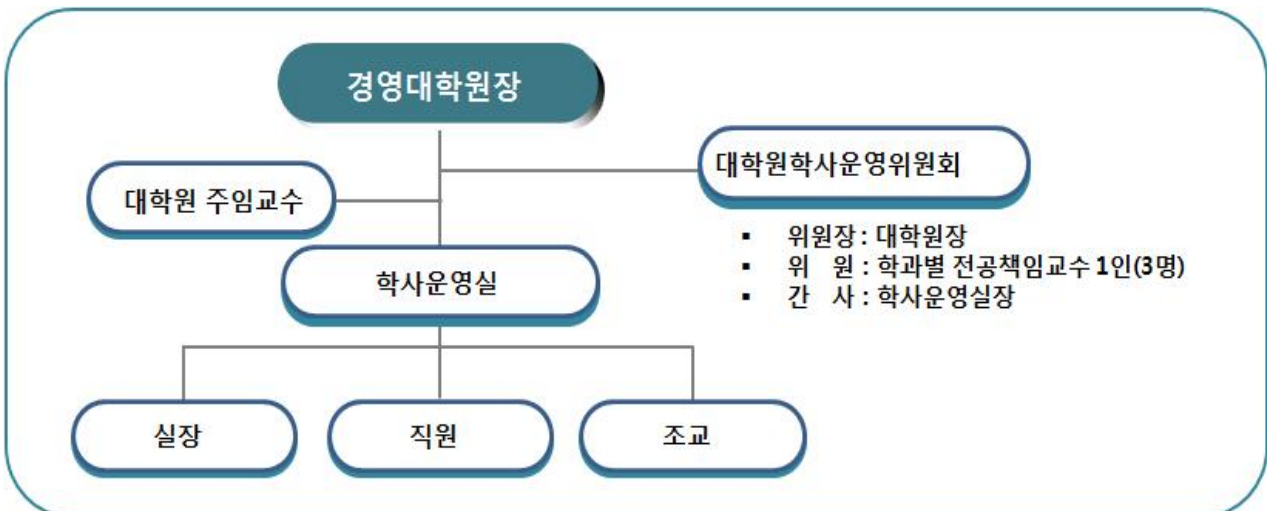 경영대학원장
대학원학사운영위원회
대학원 주임교수
▪ 위원장 : 대학원장
▪ 위 원 : 학과별 전공책임교수 1인(3명)
▪ 간 사 : 학사운영실장
학사운영실
실장
직원
조교